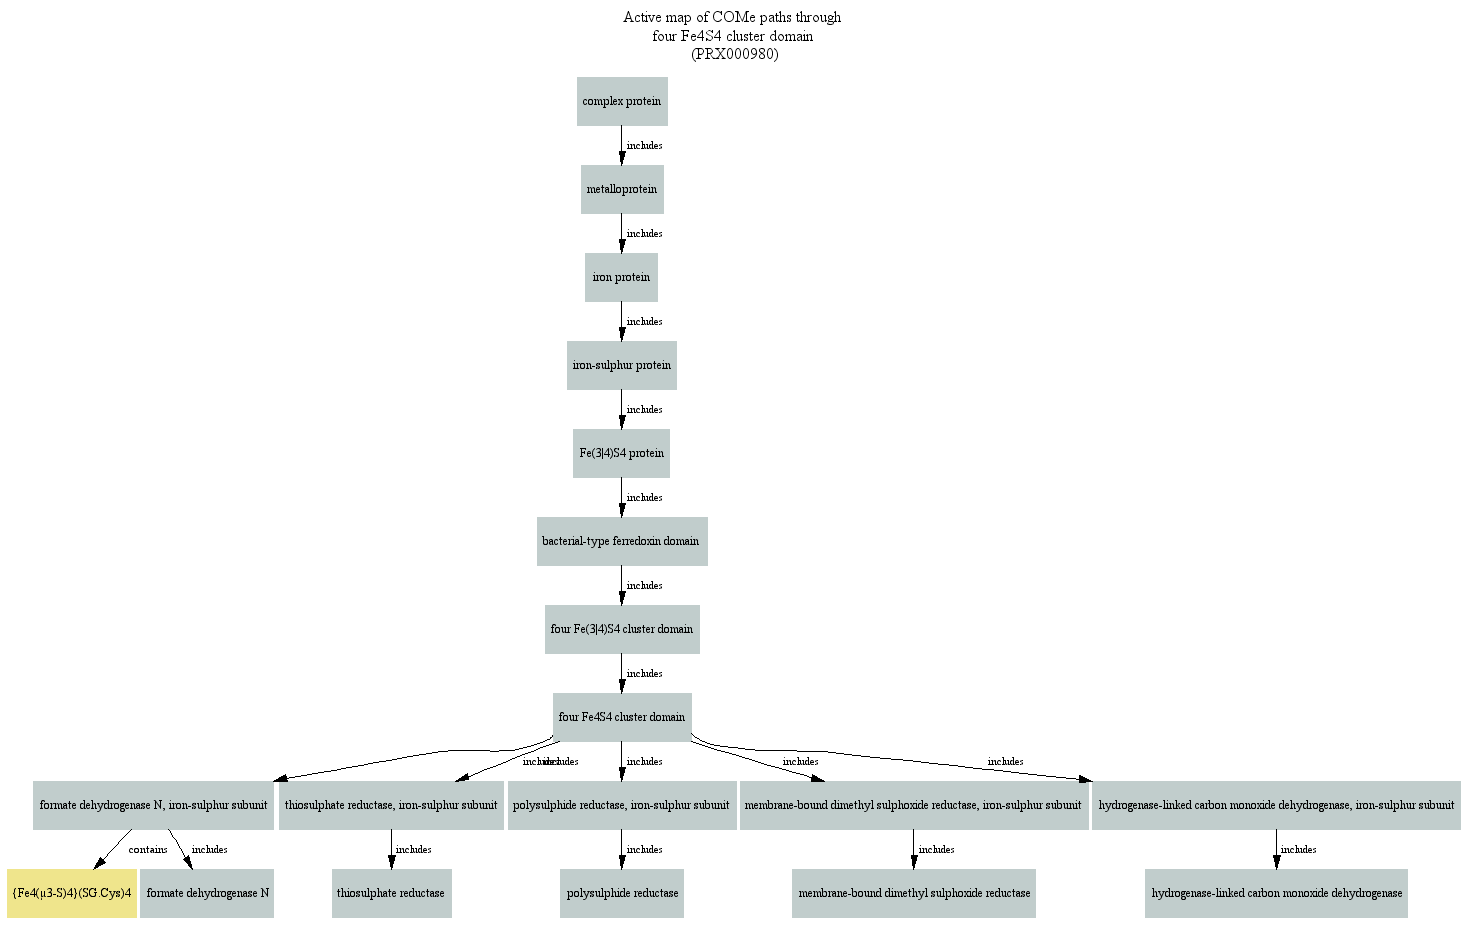 Active map of COMe paths through
four Fe4S4 cluster domain
(PRX000980)
complex protein
includes
metalloprotein
includes
iron protein
includes
iron-sulphur protein
includes
Fe(3|4)S4 protein
includes
bacterial-type ferredoxin domain
includes
four Fe(3|4)S4 cluster domain
includes
four Fe4S4 cluster domain
includes includes includes includes includes
formate dehydrogenase N, iron-sulphur subunit thiosulphate reductase, iron-sulphur subunit polysulphide reductase, iron-sulphur subunit membrane-bound dimethyl sulphoxide reductase, iron-sulphur subunit hydrogenase-linked carbon monoxide dehydrogenase, iron-sulphur subunit
contains includes includes includes includes includes
{Fe4(μ3-S)4}(SG.Cys)4 formate dehydrogenase N thiosulphate reductase polysulphide reductase membrane-bound dimethyl sulphoxide reductase hydrogenase-linked carbon monoxide dehydrogenase